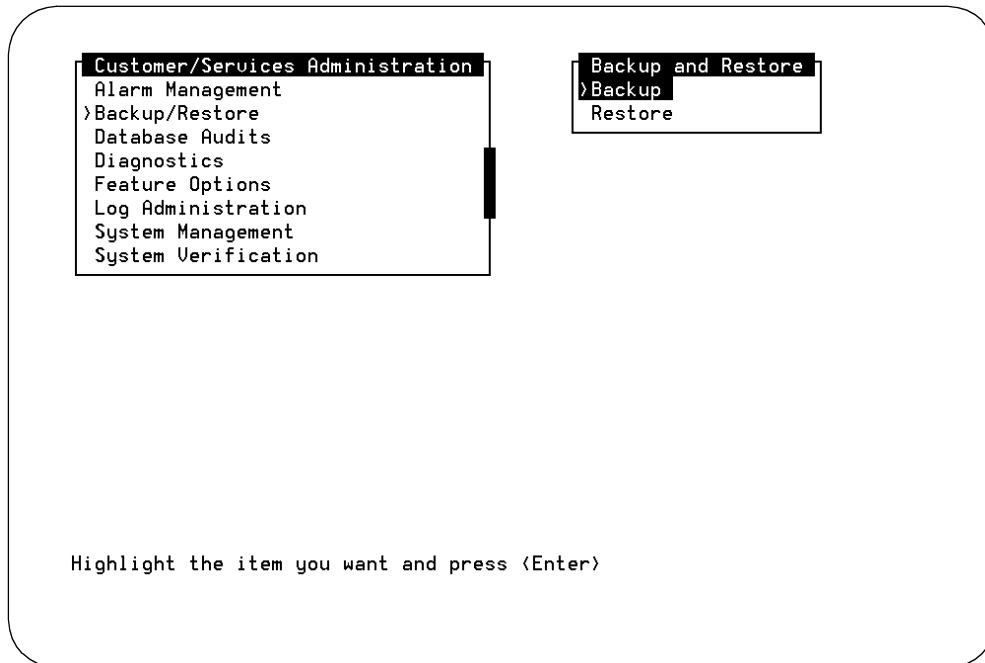 Customer/Services Administration
Alarm Management
>Backup/Restore
Database Audits
Diagnostics
Feature Options
Log Administration
System Management
System Verification
Backup and Restore
>Backup
Restore
Highlight the item you want and press <Enter>